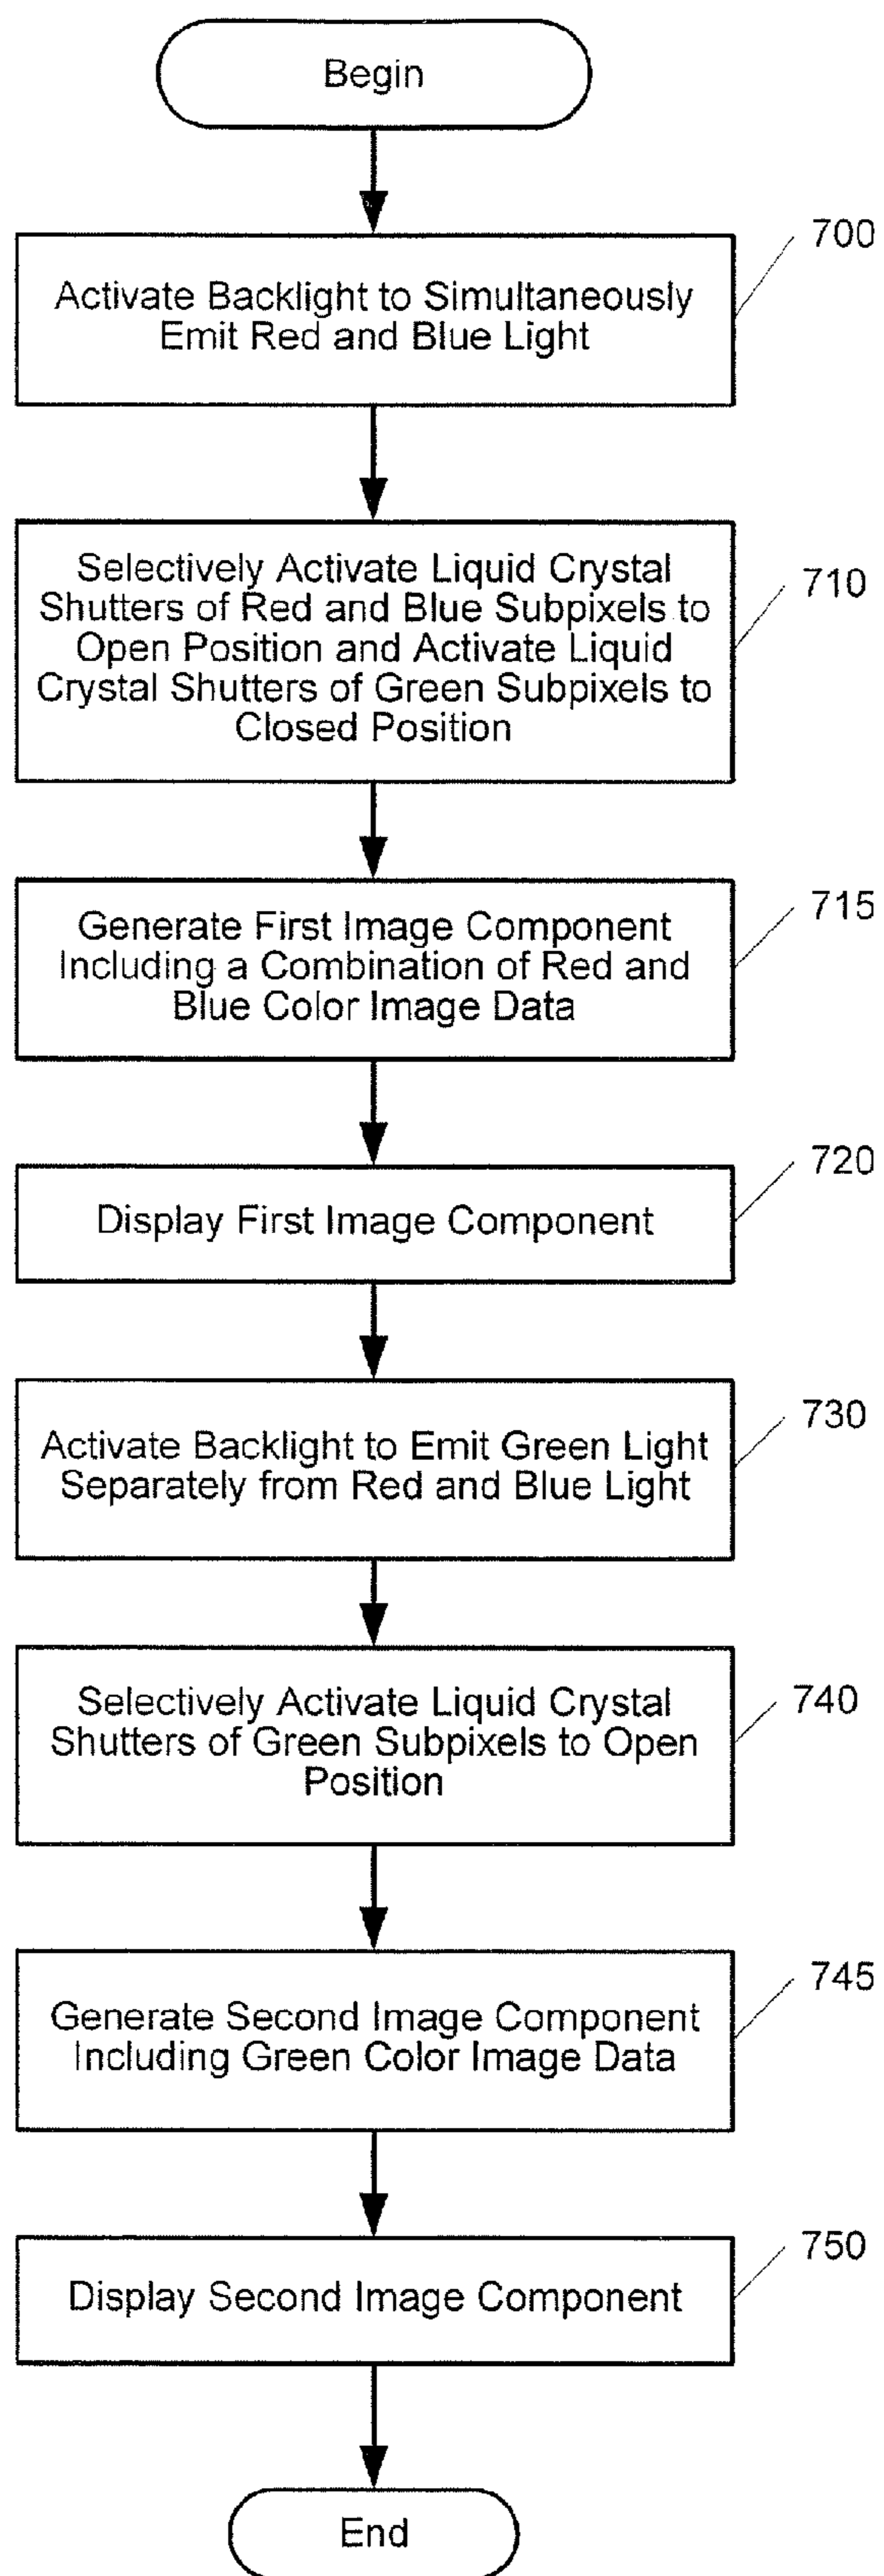 Begin
700
Activate Backlight to Simultaneously
Emit Red and Blue Light
710
Selectively Activate Liquid Crystal
Shutters of Red and Blue Subpixels to
Open Position and Activate Liquid
Crystal Shutters of Green Subpixels to
Closed Position
715
Generate First Image Component
Including a Combination of Red and
Blue Color Image Data
720
Display First Image Component
730
Activate Backlight to Emit Green Light
Separately from Red and Blue Light
740
Selectively Activate Liquid Crystal
Shutters of Green Subpixels to Open
Position
745
Generate Second Image Component
Including Green Color Image Data
750
Display Second Image Component
End